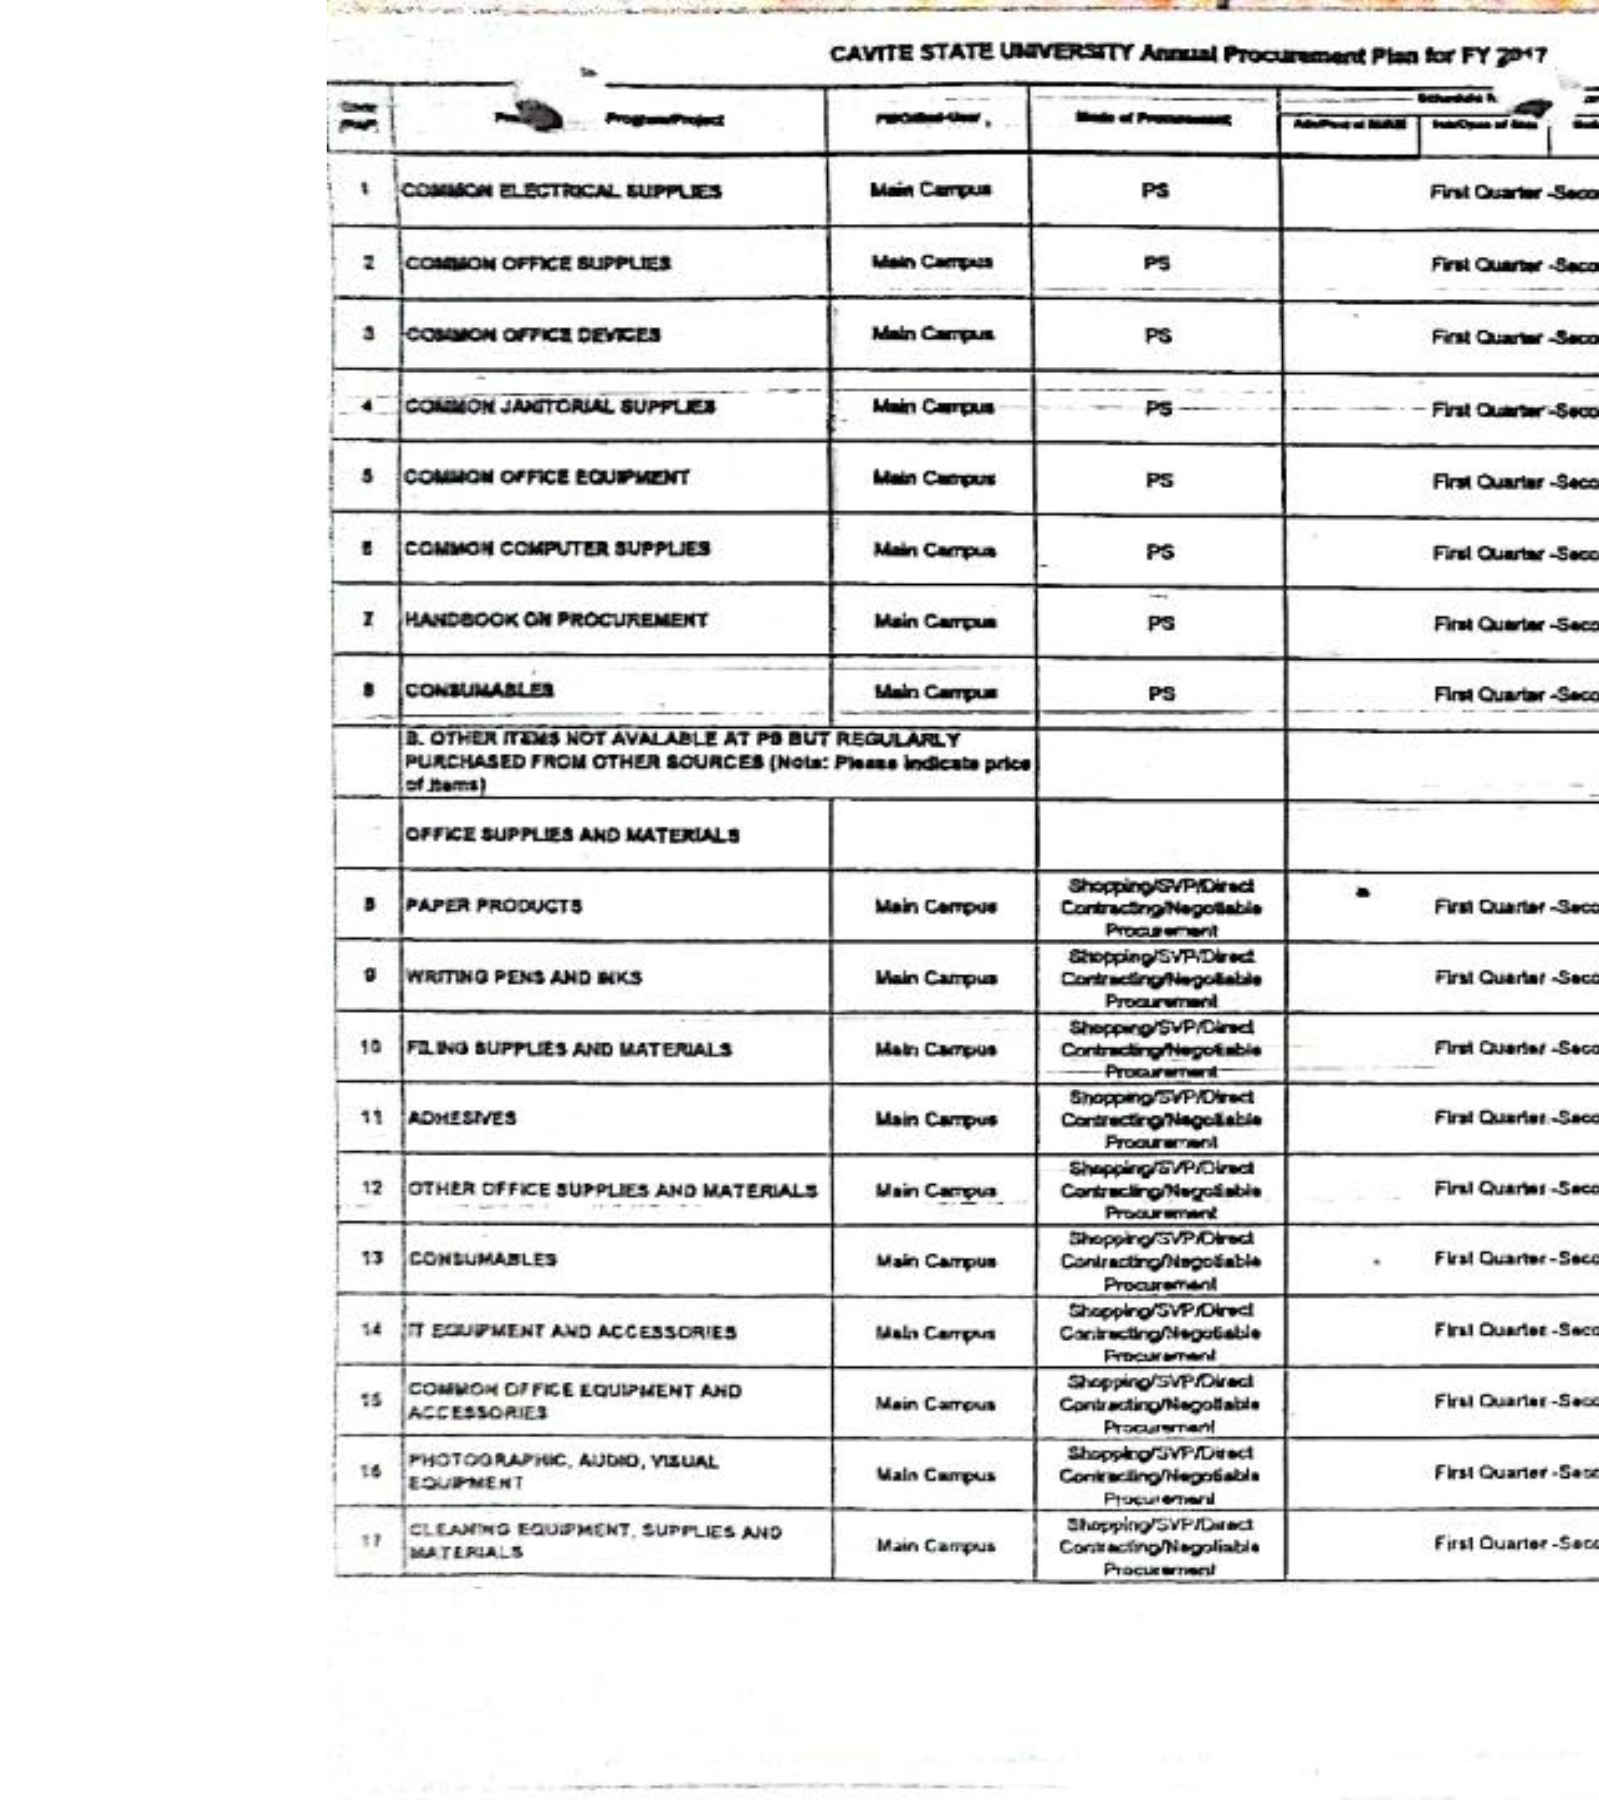 CAVITE STATE UNIVERSITY Annual Procurement Plan for FY 2017
Code
(PAP)
Program/Project
PMO/End-User
Mode of Procurement
Ads/Post of IB/REI
Sub/Open of Bids
1 COMMON ELECTRICAL SUPPLIES Main Campus PS First Quarter -Seco
2 COMMON OFFICE SUPPLIES Main Campus PS First Quarter -Seco
3 COMMON OFFICE DEVICES Main Campus PS First Quarter -Seco
4 COMMON JANITORIAL SUPPLIES Main Campus PS First Quarter -Seco
5 COMMON OFFICE EQUIPMENT Main Campus PS First Quarter -Seco
6 COMMON COMPUTER SUPPLIES Main Campus PS First Quarter -Seco
7 HANDBOOK ON PROCUREMENT Main Campus PS First Quarter -Seco
8 CONSUMABLES Main Campus PS First Quarter -Seco
B. OTHER ITEMS NOT AVALABLE AT PS BUT REGULARLY
PURCHASED FROM OTHER SOURCES (Note: Please indicate price
of items)
OFFICE SUPPLIES AND MATERIALS
8 PAPER PRODUCTS Main Campus Shopping/SVP/Direct
Contracting/Negotiable
Procurement
First Quarter -Seco
9 WRITING PENS AND INKS Main Campus Shopping/SVP/Direct
Contracting/Negotiable
Procurement
First Quarter -Seco
10 FILING SUPPLIES AND MATERIALS Main Campus Shopping/SVP/Direct
Contracting/Negotiable
Procurement
First Quarter -Seco
11 ADHESIVES Main Campus Shopping/SVP/Direct
Contracting/Negotiable
Procurement
First Quarter -Seco
12 OTHER OFFICE SUPPLIES AND MATERIALS Main Campus Shopping/SVP/Direct
Contracting/Negotiable
Procurement
First Quarter -Seco
13 CONSUMABLES Main Campus Shopping/SVP/Direct
Contracting/Negotiable
Procurement
First Quarter -Seco
14 IT EQUIPMENT AND ACCESSORIES Main Campus Shopping/SVP/Direct
Contracting/Negotiable
Procurement
First Quarter -Seco
15 COMMON OFFICE EQUIPMENT AND
ACCESSORIES
Main Campus Shopping/SVP/Direct
Contracting/Negotiable
Procurement
First Quarter -Seco
16 PHOTOGRAPHIC, AUDIO, VISUAL
EQUIPMENT
Main Campus Shopping/SVP/Direct
Contracting/Negotiable
Procurement
First Quarter -Seco
17 CLEANING EQUIPMENT, SUPPLIES AND
MATERIALS
Main Campus Shopping/SVP/Direct
Contracting/Negotiable
Procurement
First Quarter -Seco